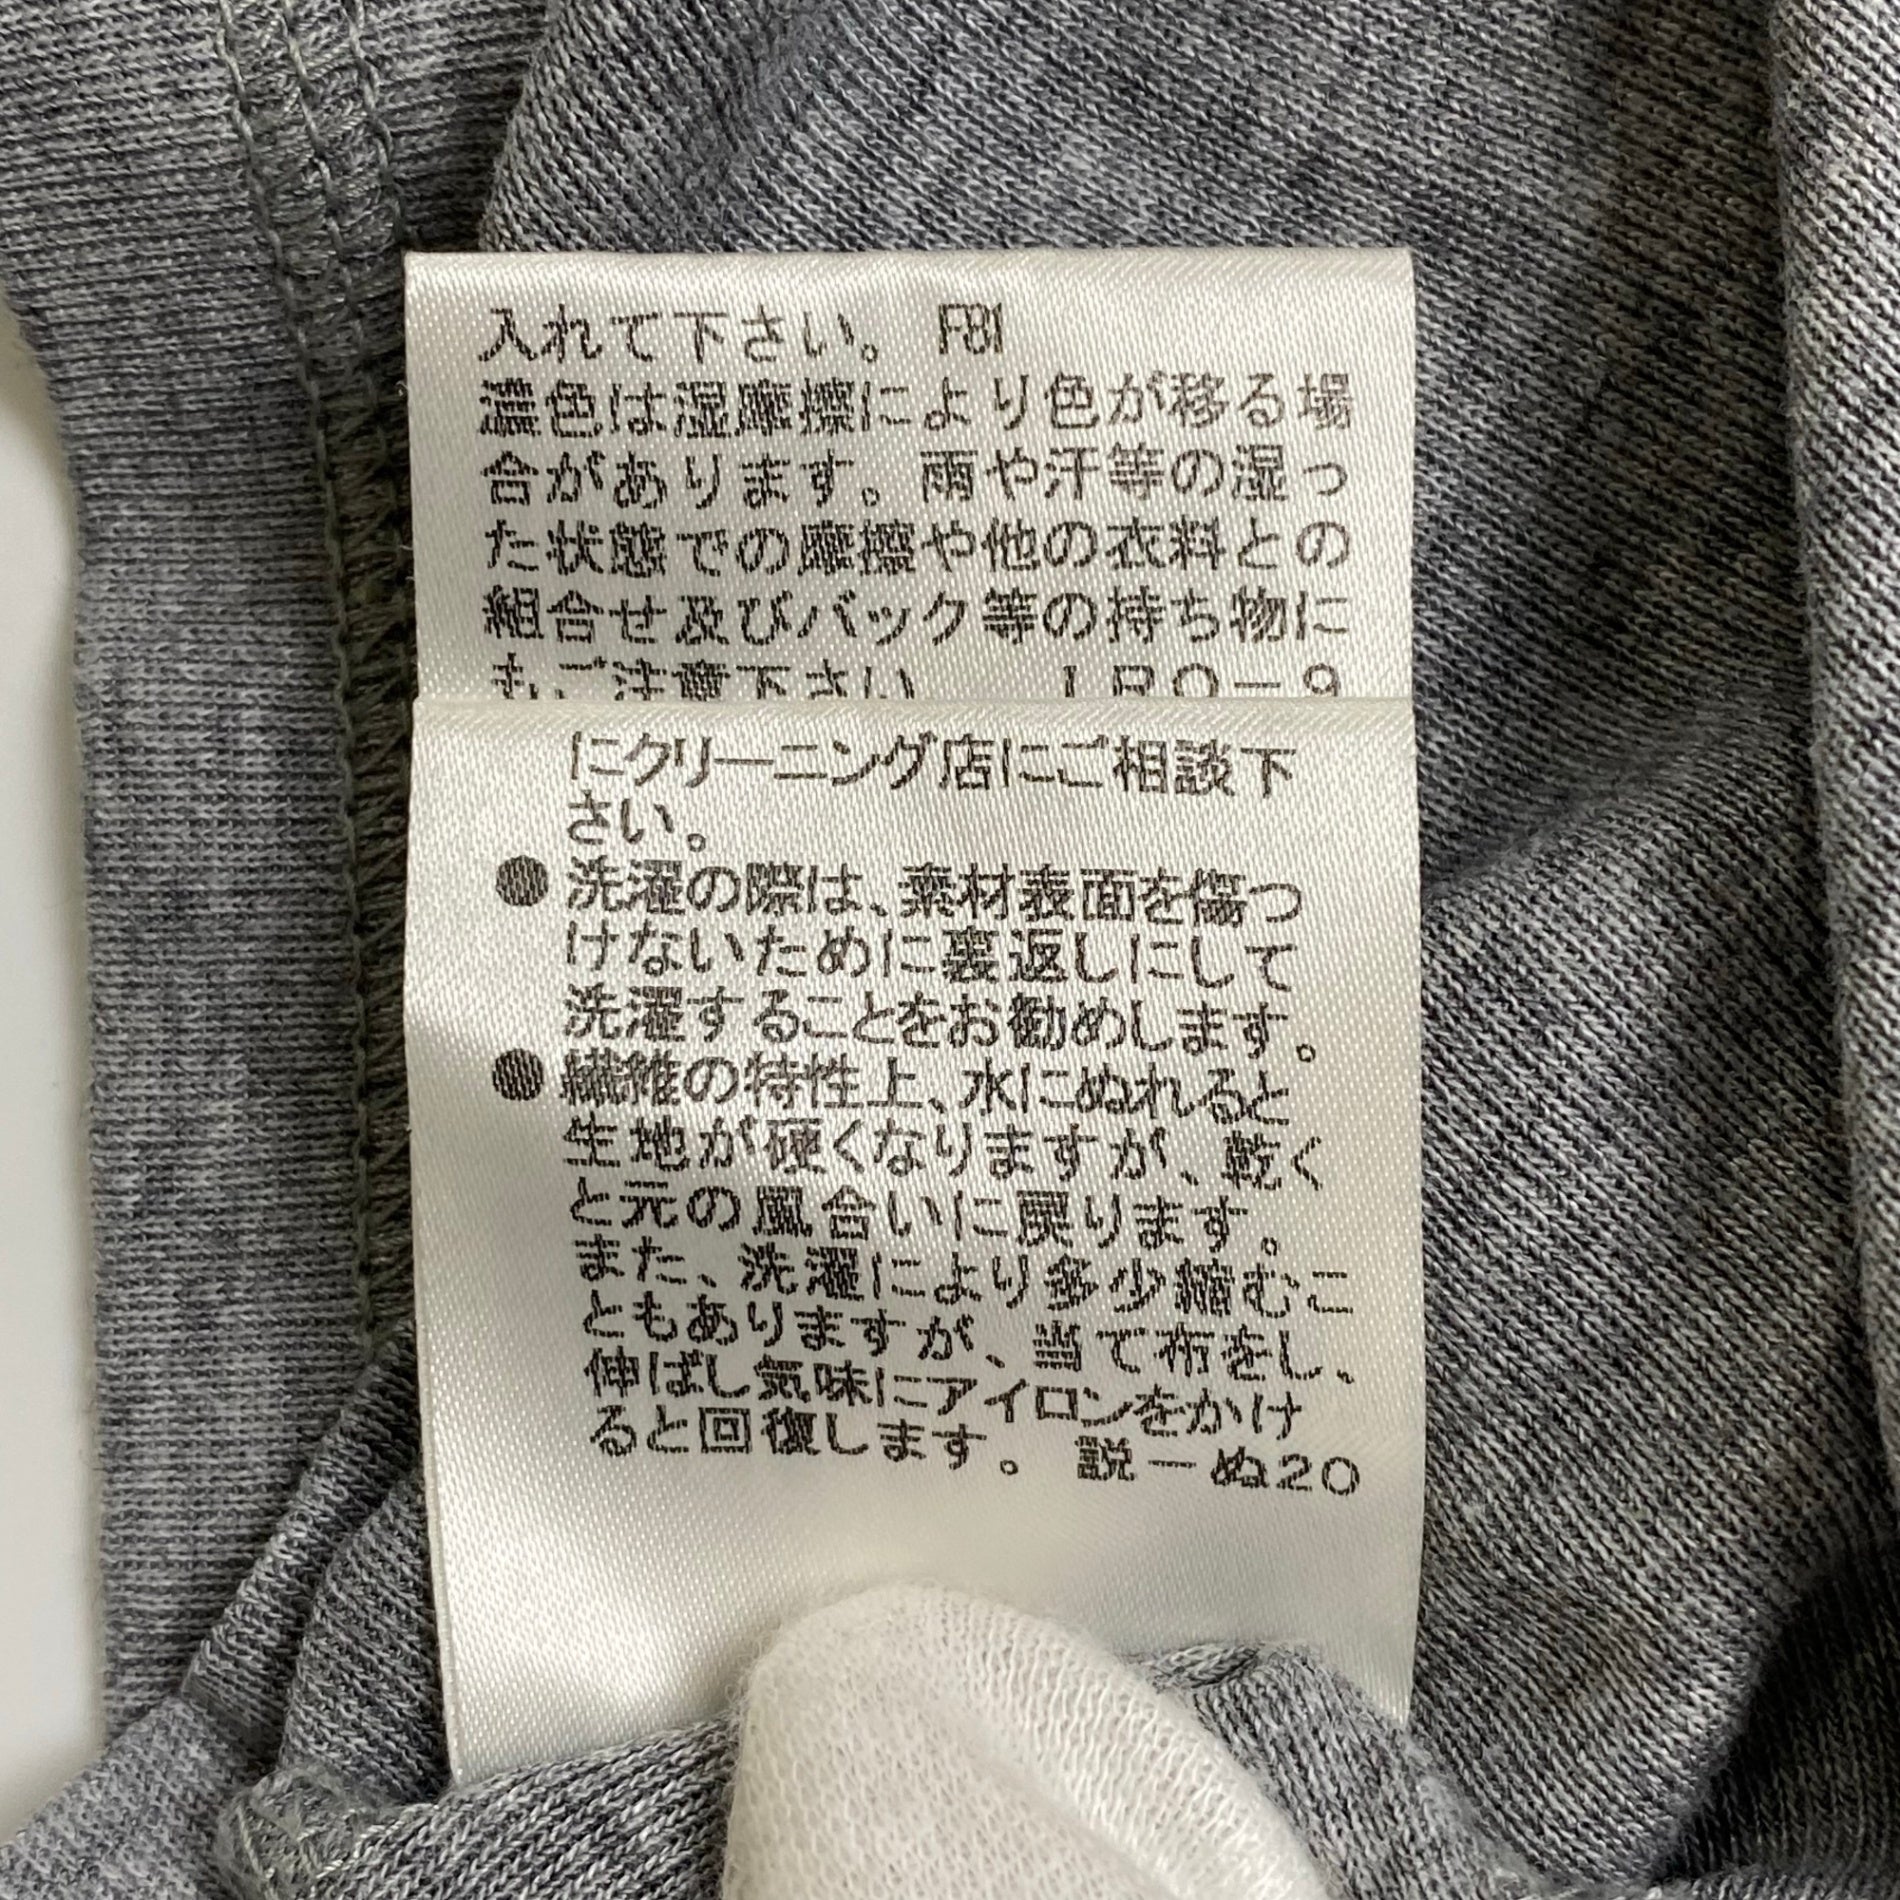 入れて下さい。 F81
濃色は湿摩擦により色が移る場
合があります。雨や汗等の湿っ
た状態での摩擦や他の衣料との
組合せ及びバック等の持ち物に
もご注意下さい
にクリーニング店にご相談下
さい。
●洗濯の際は、素材表面を傷つ
けないために裏返しにして
洗濯することをお勧めします。
●繊維の特性上、水にぬれると
生地が硬くなりますが、乾く
と元の風合いに戻ります。
また、洗濯により多少縮むこ
ともありますが、当て布をし、
伸ばし気味にアイロンをかけ
ると回復します。 説ーぬ20